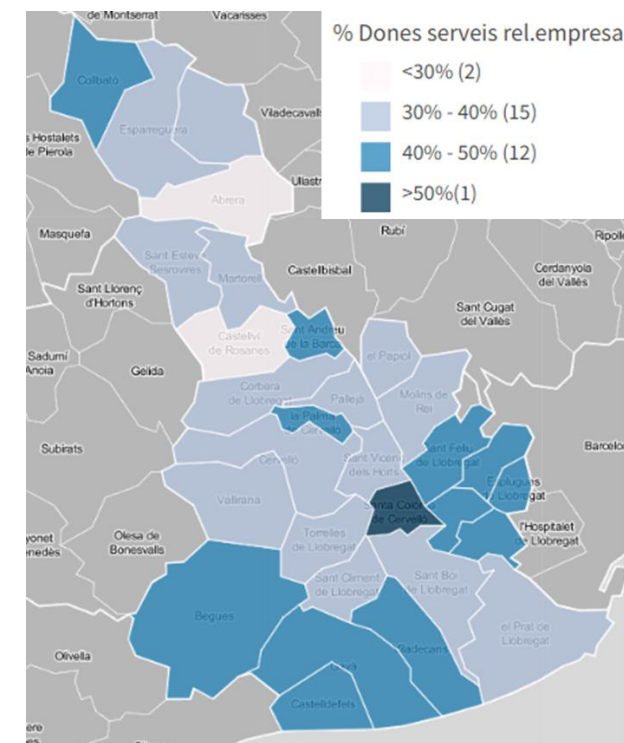 de Montserrat
Vacarisses
% Dones serveis rel.empresa
<30% (2)
30% - 40% (15)
40% - 50% (12)
>50%(1)
Collbató
Esparreguera
Viladecavalls
s Hostalets
de Pierola
Abrera
Ullastr
Masquefa
Rubí
Ripolle
Sant Esteve
Sesrovires
Martorell
Castellbisbal
Cerdanyola
del Vallès
Sant Llorenç
d'Hortons
Sant Cugat
del Vallès
Castellví
de Rosanes
Sant Andreu
de la Barca
Sadurní
Anoia
Gelida
el Papiol
Corbera
de Llobregat
Pallejà
Molins de
Rei
la Palma
de Cervelló
Subirats
Cervelló
Sant Vicenç
dels Horts
Sant Feliu
de Llobregat
Barcelo
Esplugues
de Llobregat
Vallirana
Santa Coloma
de Cervelló
l'Hospitalet
de Llobregat
Olesa de
Bonesvalls
Torrelles
de Llobregat
Sant Climent
de Llobregat
Sant Boi
de Llobregat
Begues
el Prat de
Llobregat
Viladecans
Olivella
Gavà
Castelldefels